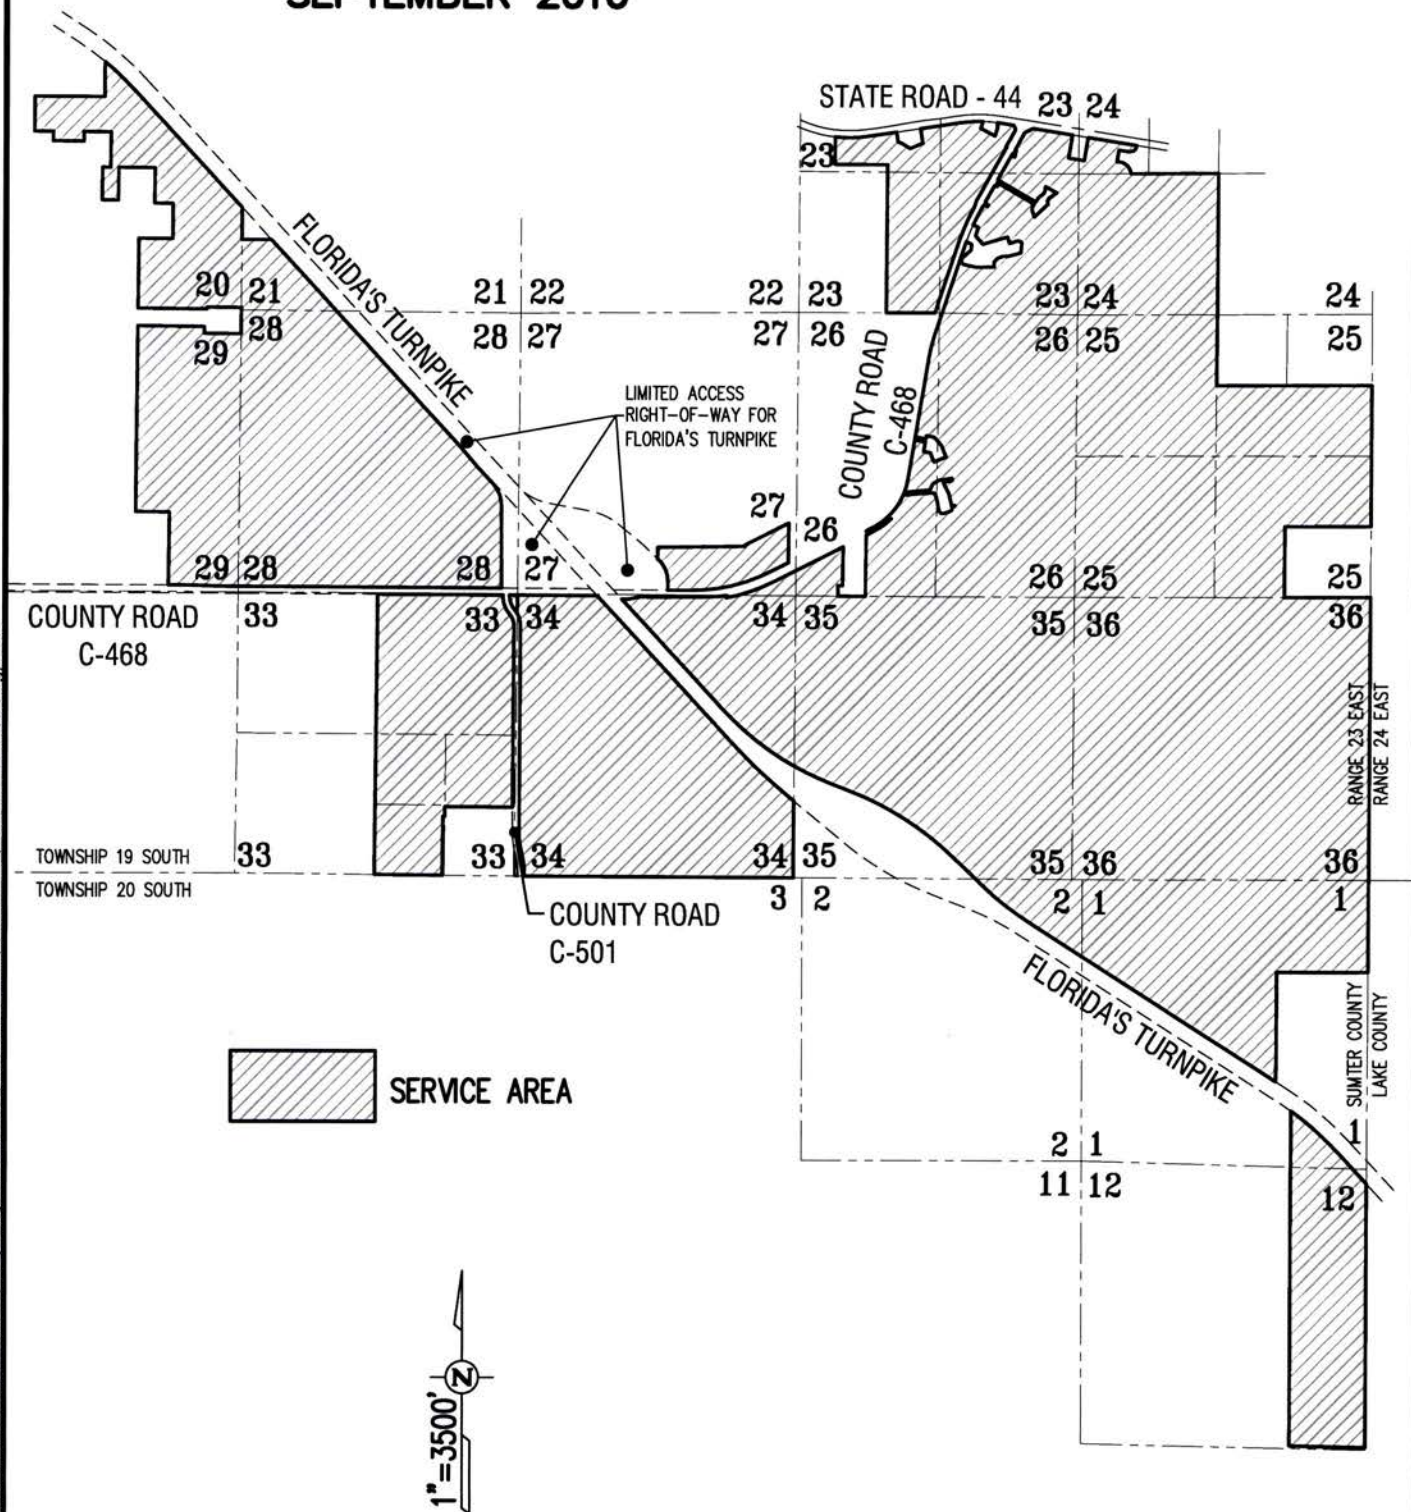 STATE ROAD - 44
23 24
23
FLORIDA'S TURNPIKE
20 21
21 22
22 23
23 24
24
29 28
28 27
27 26
26 25
25
LIMITED ACCESS
RIGHT-OF-WAY FOR
FLORIDA'S TURNPIKE
COUNTY ROAD
C-468
27
26
29 28
28 27
26 25
25
COUNTY ROAD
C-468
33
33 34
34 35
35 36
36
RANGE 23 EAST
RANGE 24 EAST
TOWNSHIP 19 SOUTH
TOWNSHIP 20 SOUTH
33
33 34
34 35
35 36
36
3 2
2 1
1
COUNTY ROAD
C-501
FLORIDA'S TURNPIKE
SUMTER COUNTY
LAKE COUNTY
SERVICE AREA
2 1
1
11 12
12
N
1"=3500'